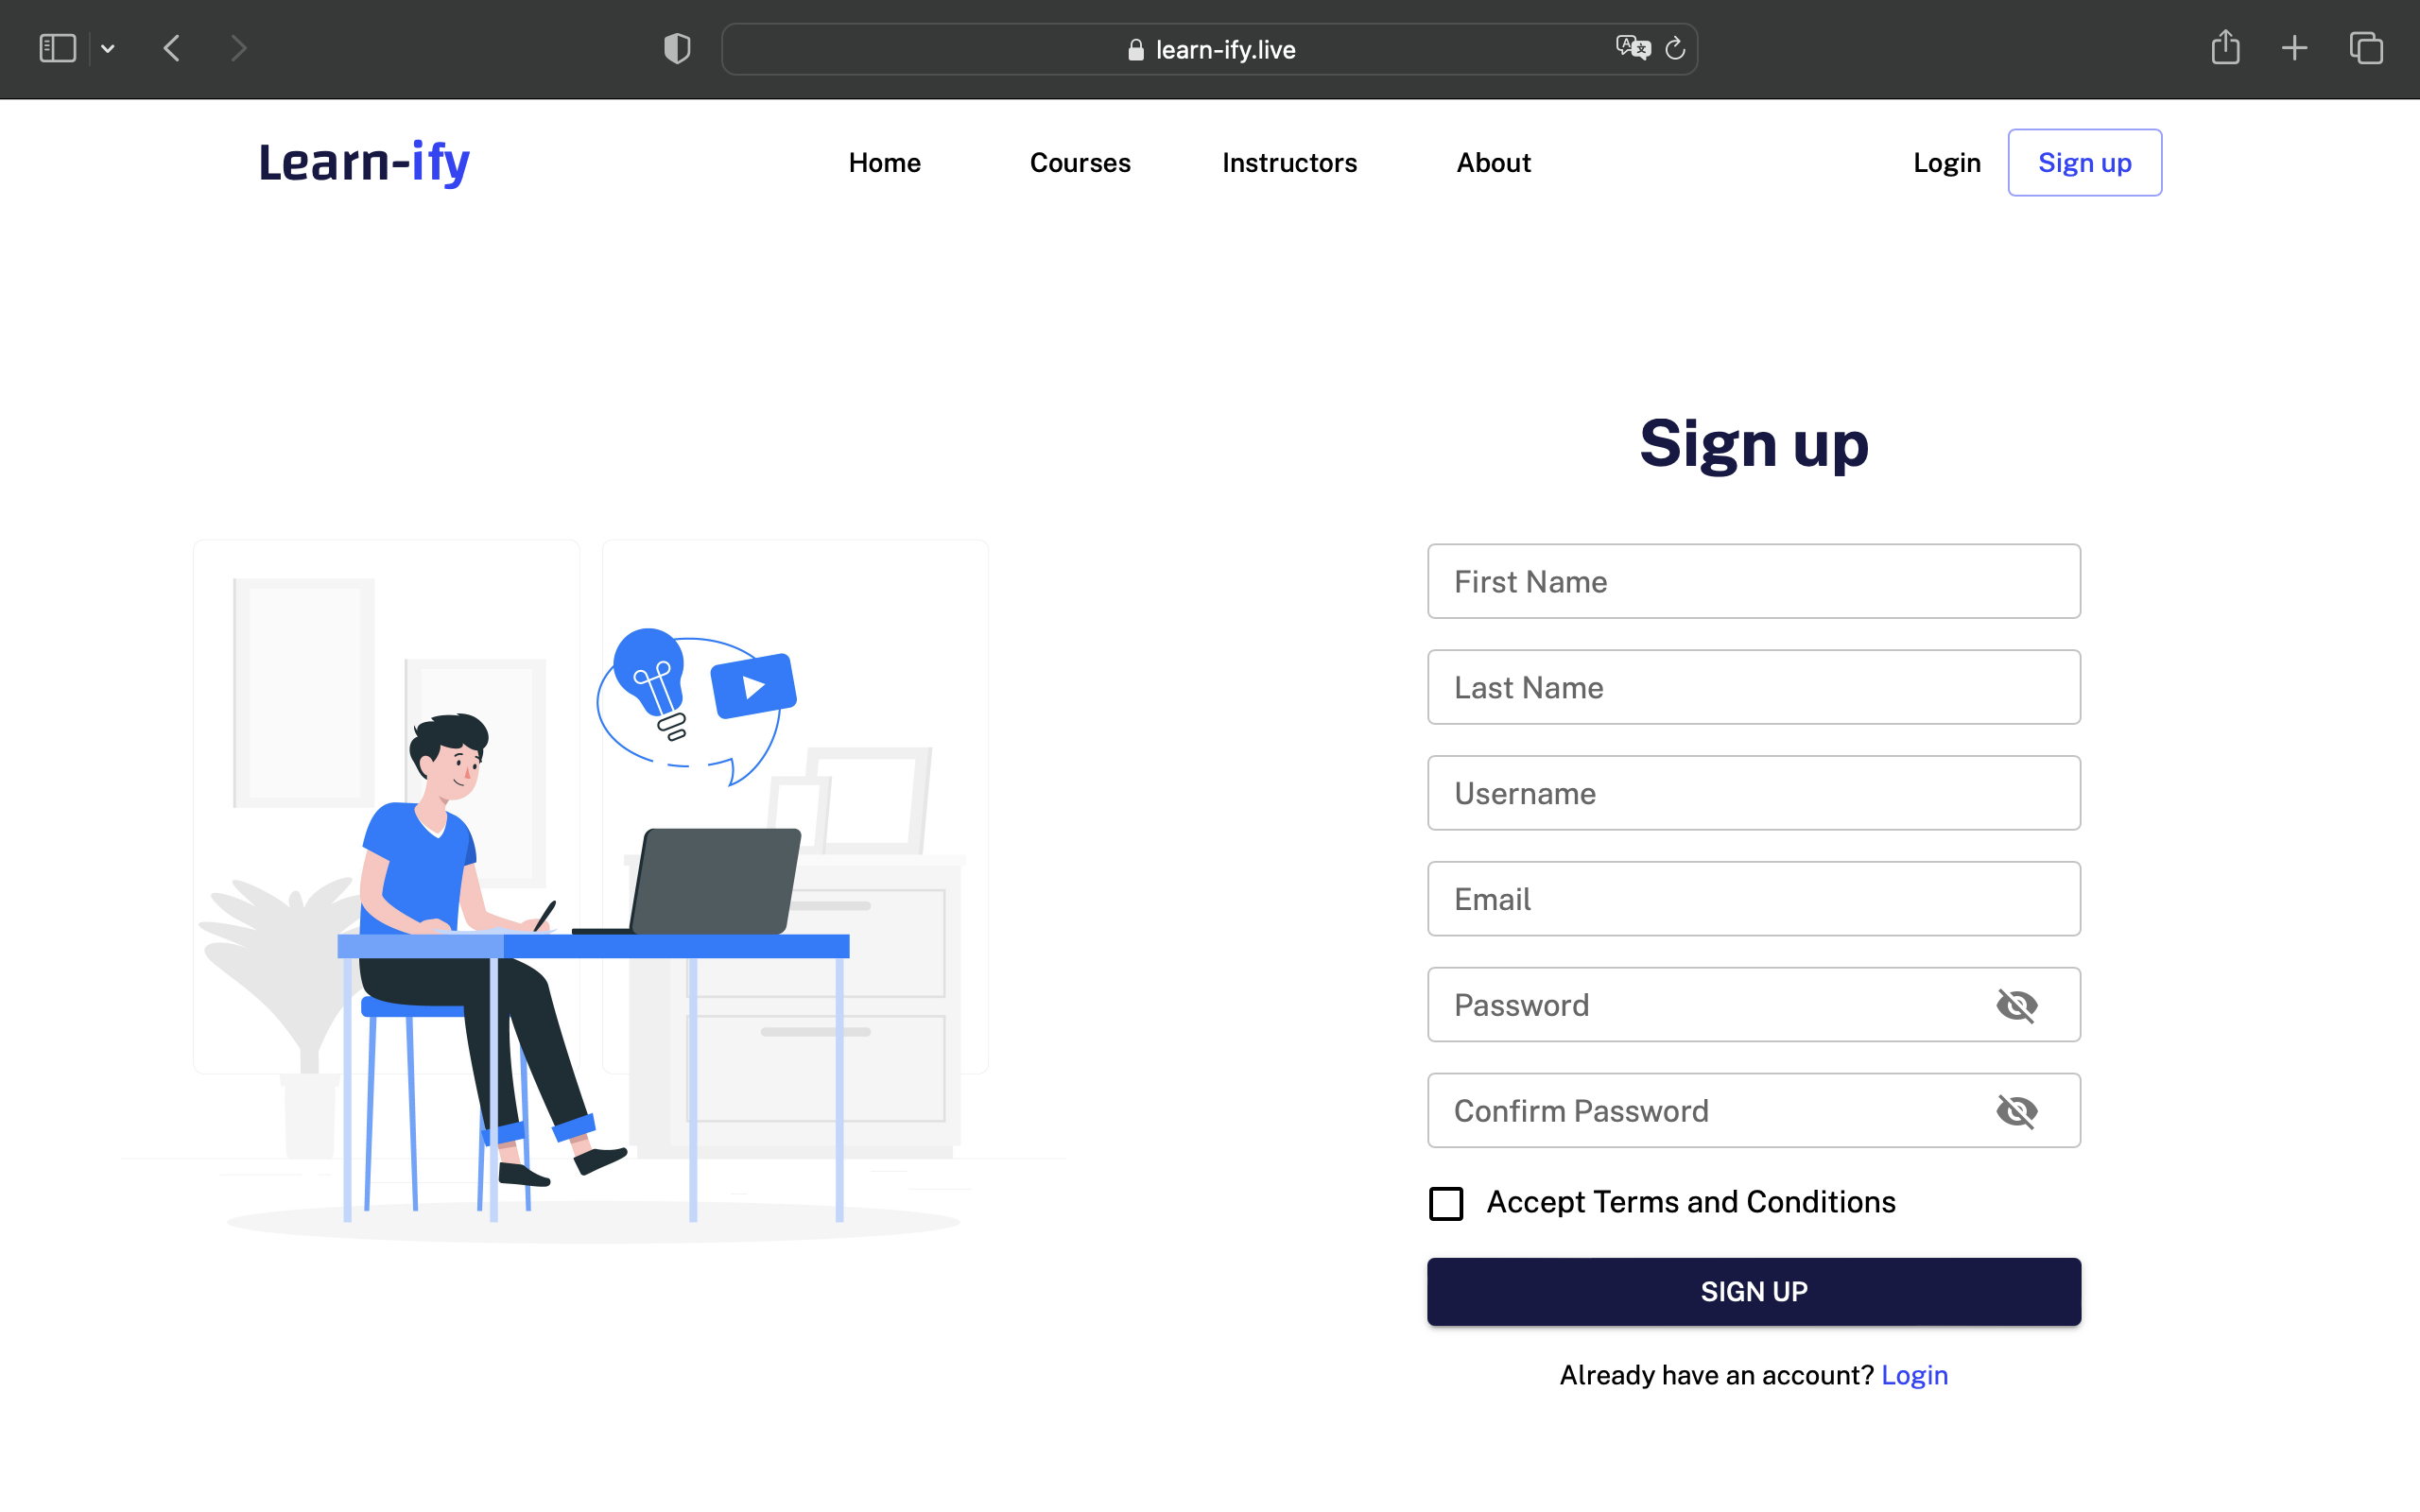 learn-ify.live
Learn-ify Home Courses Instructors About Login Sign up
Sign up
First Name
Last Name
Username
Email
Password
Confirm Password
Accept Terms and Conditions
SIGN UP
Already have an account? Login